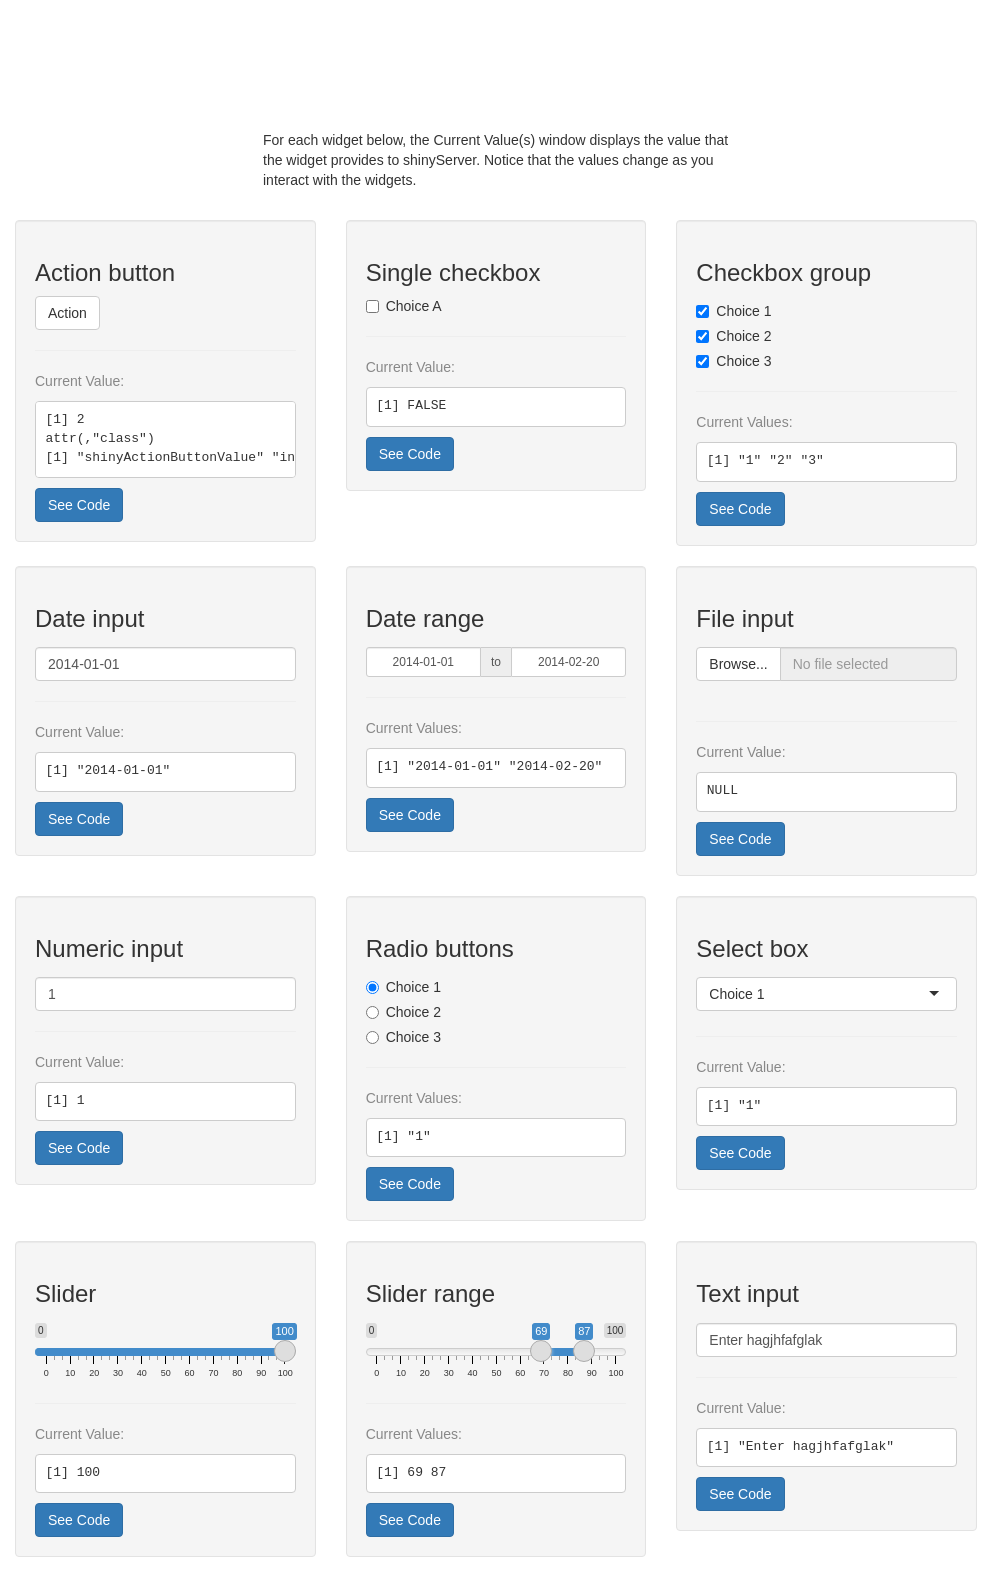 For each widget below, the Current Value(s) window displays the value that
the widget provides to shinyServer. Notice that the values change as you
interact with the widgets.
Action button
Action
Current Value:
[1] 2
attr(,"class")
[1] "shinyActionButtonValue" "in
See Code
Single checkbox
Choice A
Current Value:
[1] FALSE
See Code
Checkbox group
Choice 1
Choice 2
Choice 3
Current Values:
[1] "1" "2" "3"
See Code
Date input
2014-01-01
Current Value:
[1] "2014-01-01"
See Code
Date range
2014-01-01 to 2014-02-20
Current Values:
[1] "2014-01-01" "2014-02-20"
See Code
File input
Browse... No file selected
Current Value:
NULL
See Code
Numeric input
1
Current Value:
[1] 1
See Code
Radio buttons
Choice 1
Choice 2
Choice 3
Current Values:
[1] "1"
See Code
Select box
Choice 1
Current Value:
[1] "1"
See Code
Slider
0 100
0 10 20 30 40 50 60 70 80 90 100
Current Value:
[1] 100
See Code
Slider range
0 69 87 100
0 10 20 30 40 50 60 70 80 90 100
Current Values:
[1] 69 87
See Code
Text input
Enter hagjhfafglak
Current Value:
[1] "Enter hagjhfafglak"
See Code